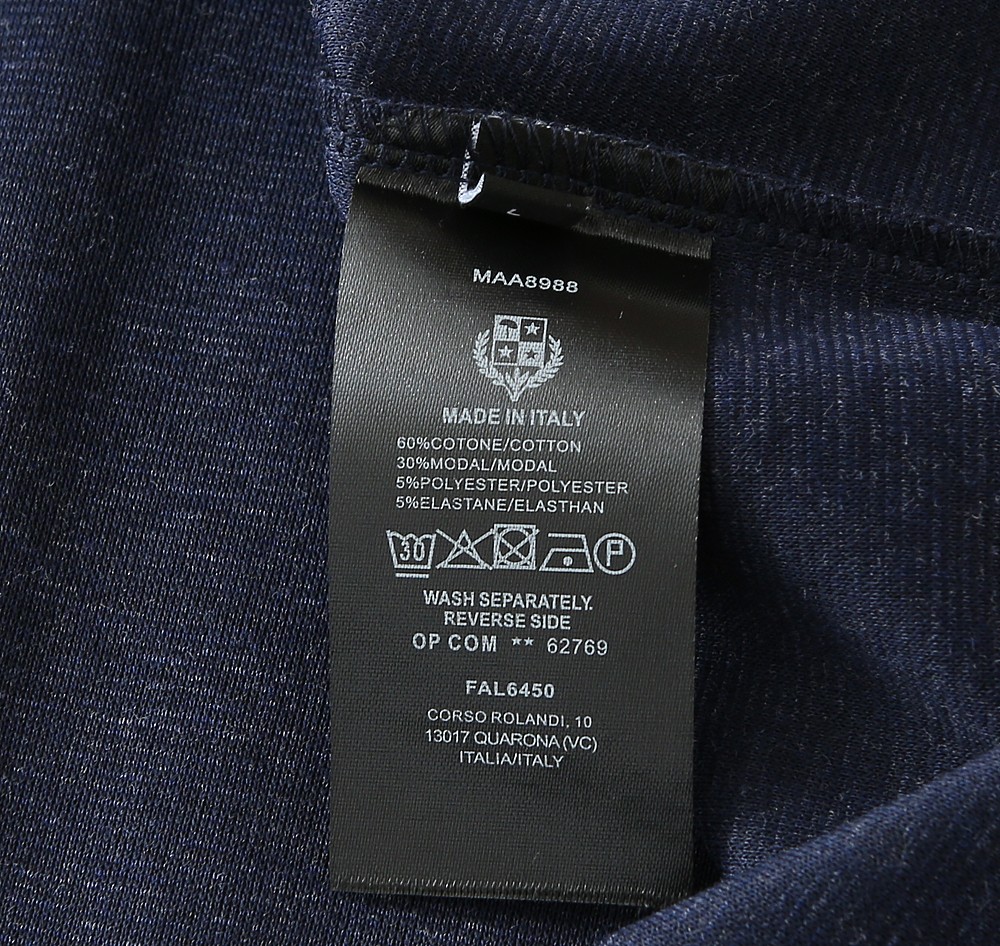 L
MAA8988
MADE IN ITALY
60%COTONE/COTTON
30%MODAL/MODAL
5%POLYESTER/POLYESTER
5%ELASTANE/ELASTHAN
30 P
WASH SEPARATELY.
REVERSE SIDE
OP COM ** 62769
FAL6450
CORSO ROLANDI, 10
13017 QUARONA (VC)
ITALIA/ITALY